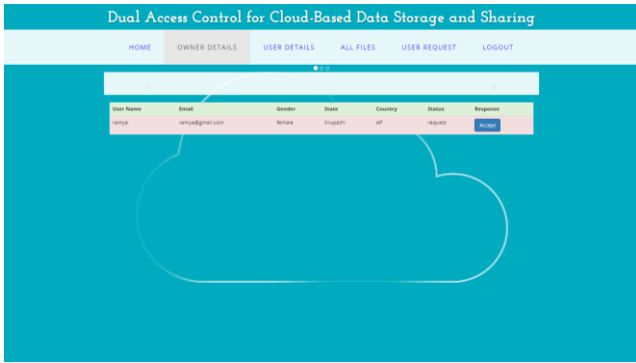 Dual Access Control for Cloud-Based Data Storage and Sharing
HOME OWNER DETAILS USER DETAILS ALL FILES USER REQUEST LOGOUT
User Name Email Gender State Country Status Response
ramya ramya@gmail.com female tirupathi AP request Accept